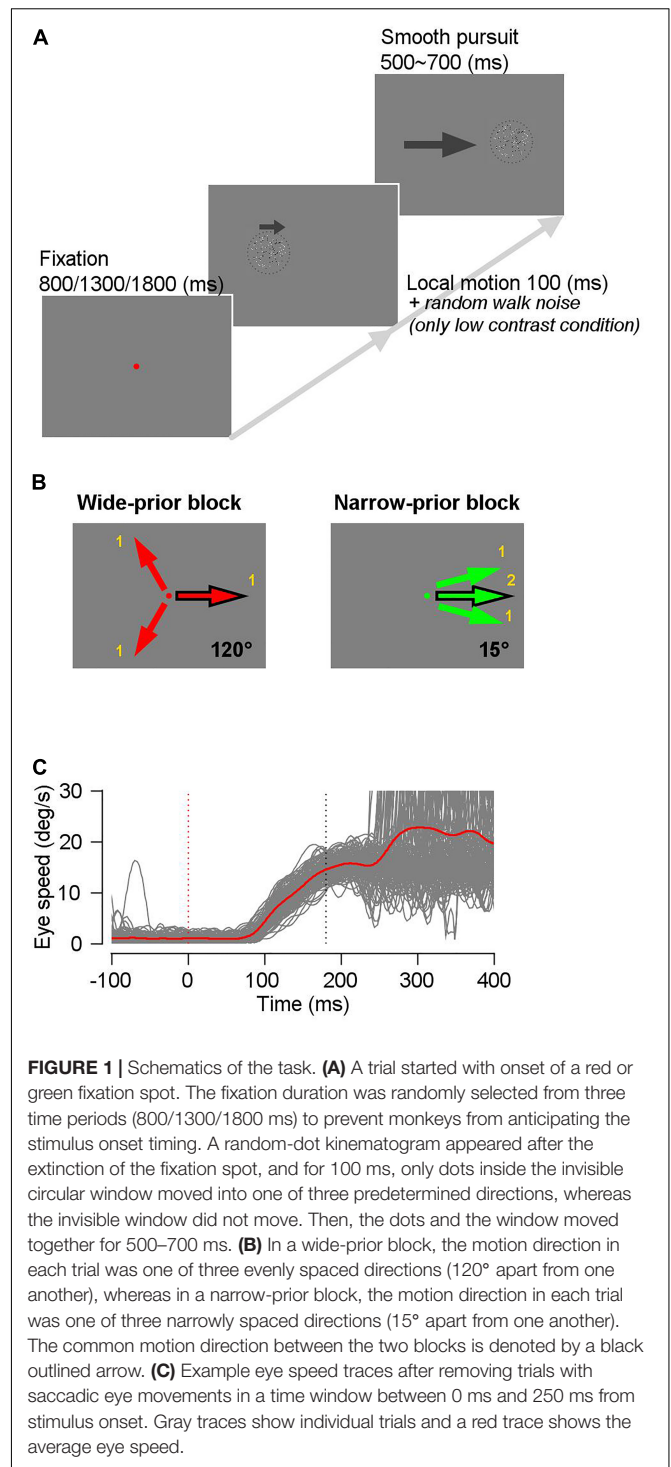 A
Smooth pursuit
500~700 (ms)
Fixation
800/1300/1800 (ms)
Local motion 100 (ms)
+ random walk noise
(only low contrast condition)
B
Wide-prior block
Narrow-prior block
1
1
1
120°
1
2
1
15°
C
Eye speed (deg/s)
30
20
10
0
-100
0
100
200
300
400
Time (ms)
FIGURE 1 | Schematics of the task. (A) A trial started with onset of a red or
green fixation spot. The fixation duration was randomly selected from three
time periods (800/1300/1800 ms) to prevent monkeys from anticipating the
stimulus onset timing. A random-dot kinematogram appeared after the
extinction of the fixation spot, and for 100 ms, only dots inside the invisible
circular window moved into one of three predetermined directions, whereas
the invisible window did not move. Then, the dots and the window moved
together for 500–700 ms. (B) In a wide-prior block, the motion direction in
each trial was one of three evenly spaced directions (120° apart from one
another), whereas in a narrow-prior block, the motion direction in each trial
was one of three narrowly spaced directions (15° apart from one another).
The common motion direction between the two blocks is denoted by a black
outlined arrow. (C) Example eye speed traces after removing trials with
saccadic eye movements in a time window between 0 ms and 250 ms from
stimulus onset. Gray traces show individual trials and a red trace shows the
average eye speed.